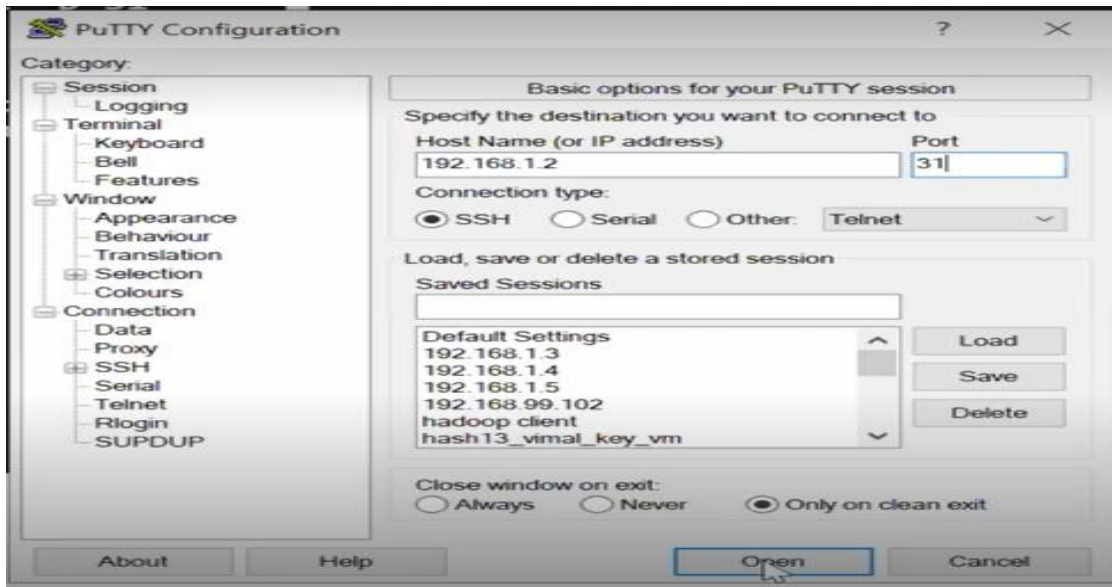 PuTTY Configuration
?
Category:
Session
Logging
Terminal
Keyboard
Bell
Features
Window
Appearance
Behaviour
Translation
Selection
Colours
Connection
Data
Proxy
SSH
Serial
Telnet
Rlogin
SUPDUP
Basic options for your PuTTY session
Specify the destination you want to connect to
Host Name (or IP address) Port
192.168.1.2 31
Connection type:
SSH Serial Other: Telnet
Load, save or delete a stored session
Saved Sessions
Default Settings
192.168.1.3
192.168.1.4
192.168.1.5
192.168.99.102
hadoop client
hash13_vimal_key_vm
Load
Save
Delete
Close window on exit:
Always Never Only on clean exit
About Help Open Cancel